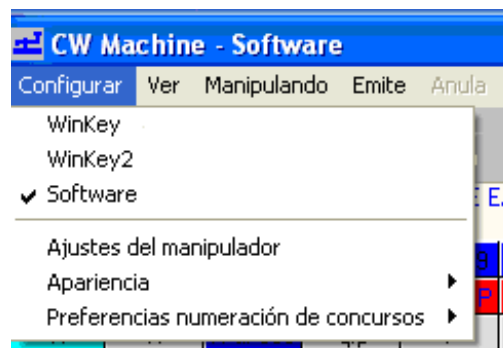 CW Machine - Software
Configurar Ver Manipulando Emite Anula
WinKey
WinKey2
Software
E E.
Ajustes del manipulador
9
Apariencia
P
Preferencias numeración de concursos